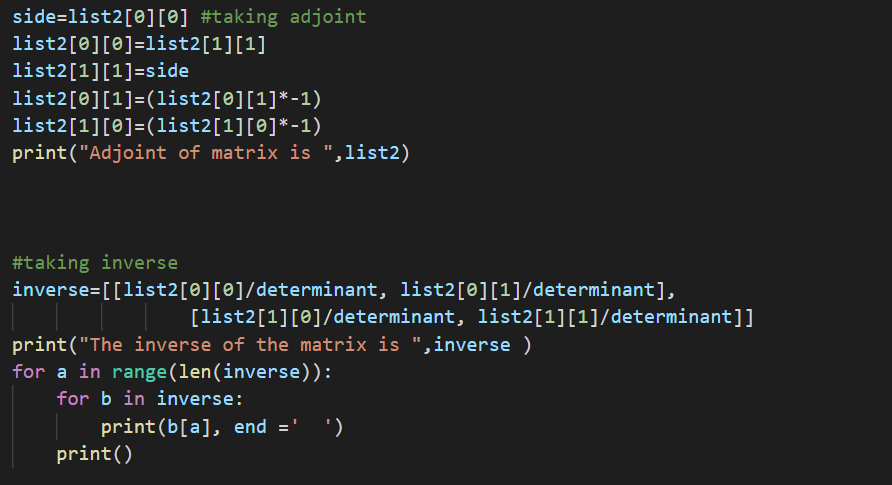 side=list2[0][0] #taking adjoint
list2[0][0]=list2[1][1]
list2[1][1]=side
list2[0][1]=(list2[0][1]*-1)
list2[1][0]=(list2[1][0]*-1)
print("Adjoint of matrix is ",list2)
#taking inverse
inverse=[[list2[0][0]/determinant, list2[0][1]/determinant],
                [list2[1][0]/determinant, list2[1][1]/determinant]]
print("The inverse of the matrix is ",inverse )
for a in range(len(inverse)):
    for b in inverse:
        print(b[a], end ='  ')
    print()